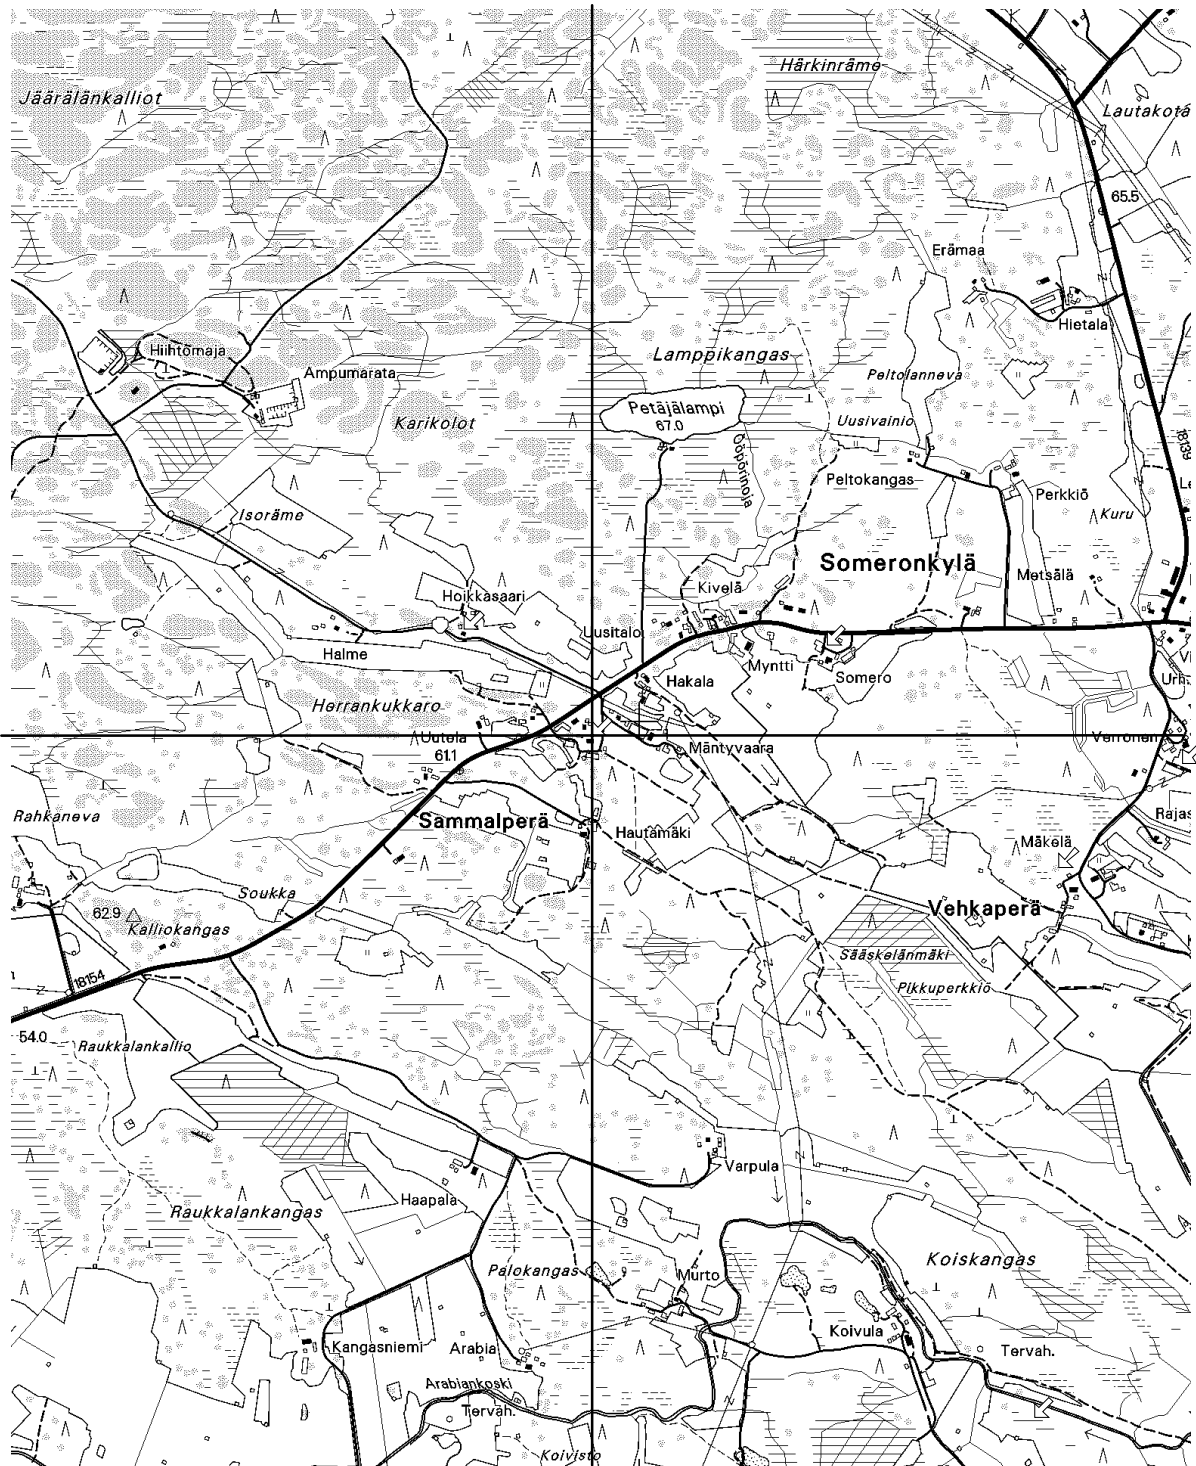 Härkinräme
Jäärälänkalliot
65.5
Erämaa
Hietala
Hiihtomaja
Lamppikangas
Ampumarata
Peltolanneva
Petäjälampi
67.0
Karikolot
Uusivainio
18139
Ööpönoja
Peltokangas
Perkkiö
Isoräme
Kuru
Someronkylä
Metsälä
Kivelä
Hoikkasaari
Uusitalo
Halme
Myntti
Somero
Hakala
Herrankukkaro
Uutela
61.1
Mäntyvaara
Verronen
Rahkaneva
Sammalperä
Hautamäki
Mäkelä
Soukka
62.9
Vehkaperä
Kalliokangas
Sääskelänmäki
18154
Pikkuperkkiö
54.0
Raukkalankallio
Varpula
Haapala
Raukkalankangas
Koiskangas
Palokangas
Murto
Koivula
Kangasniemi
Arabia
Tervah.
Arabiankoski
Tervah.
Koivisto